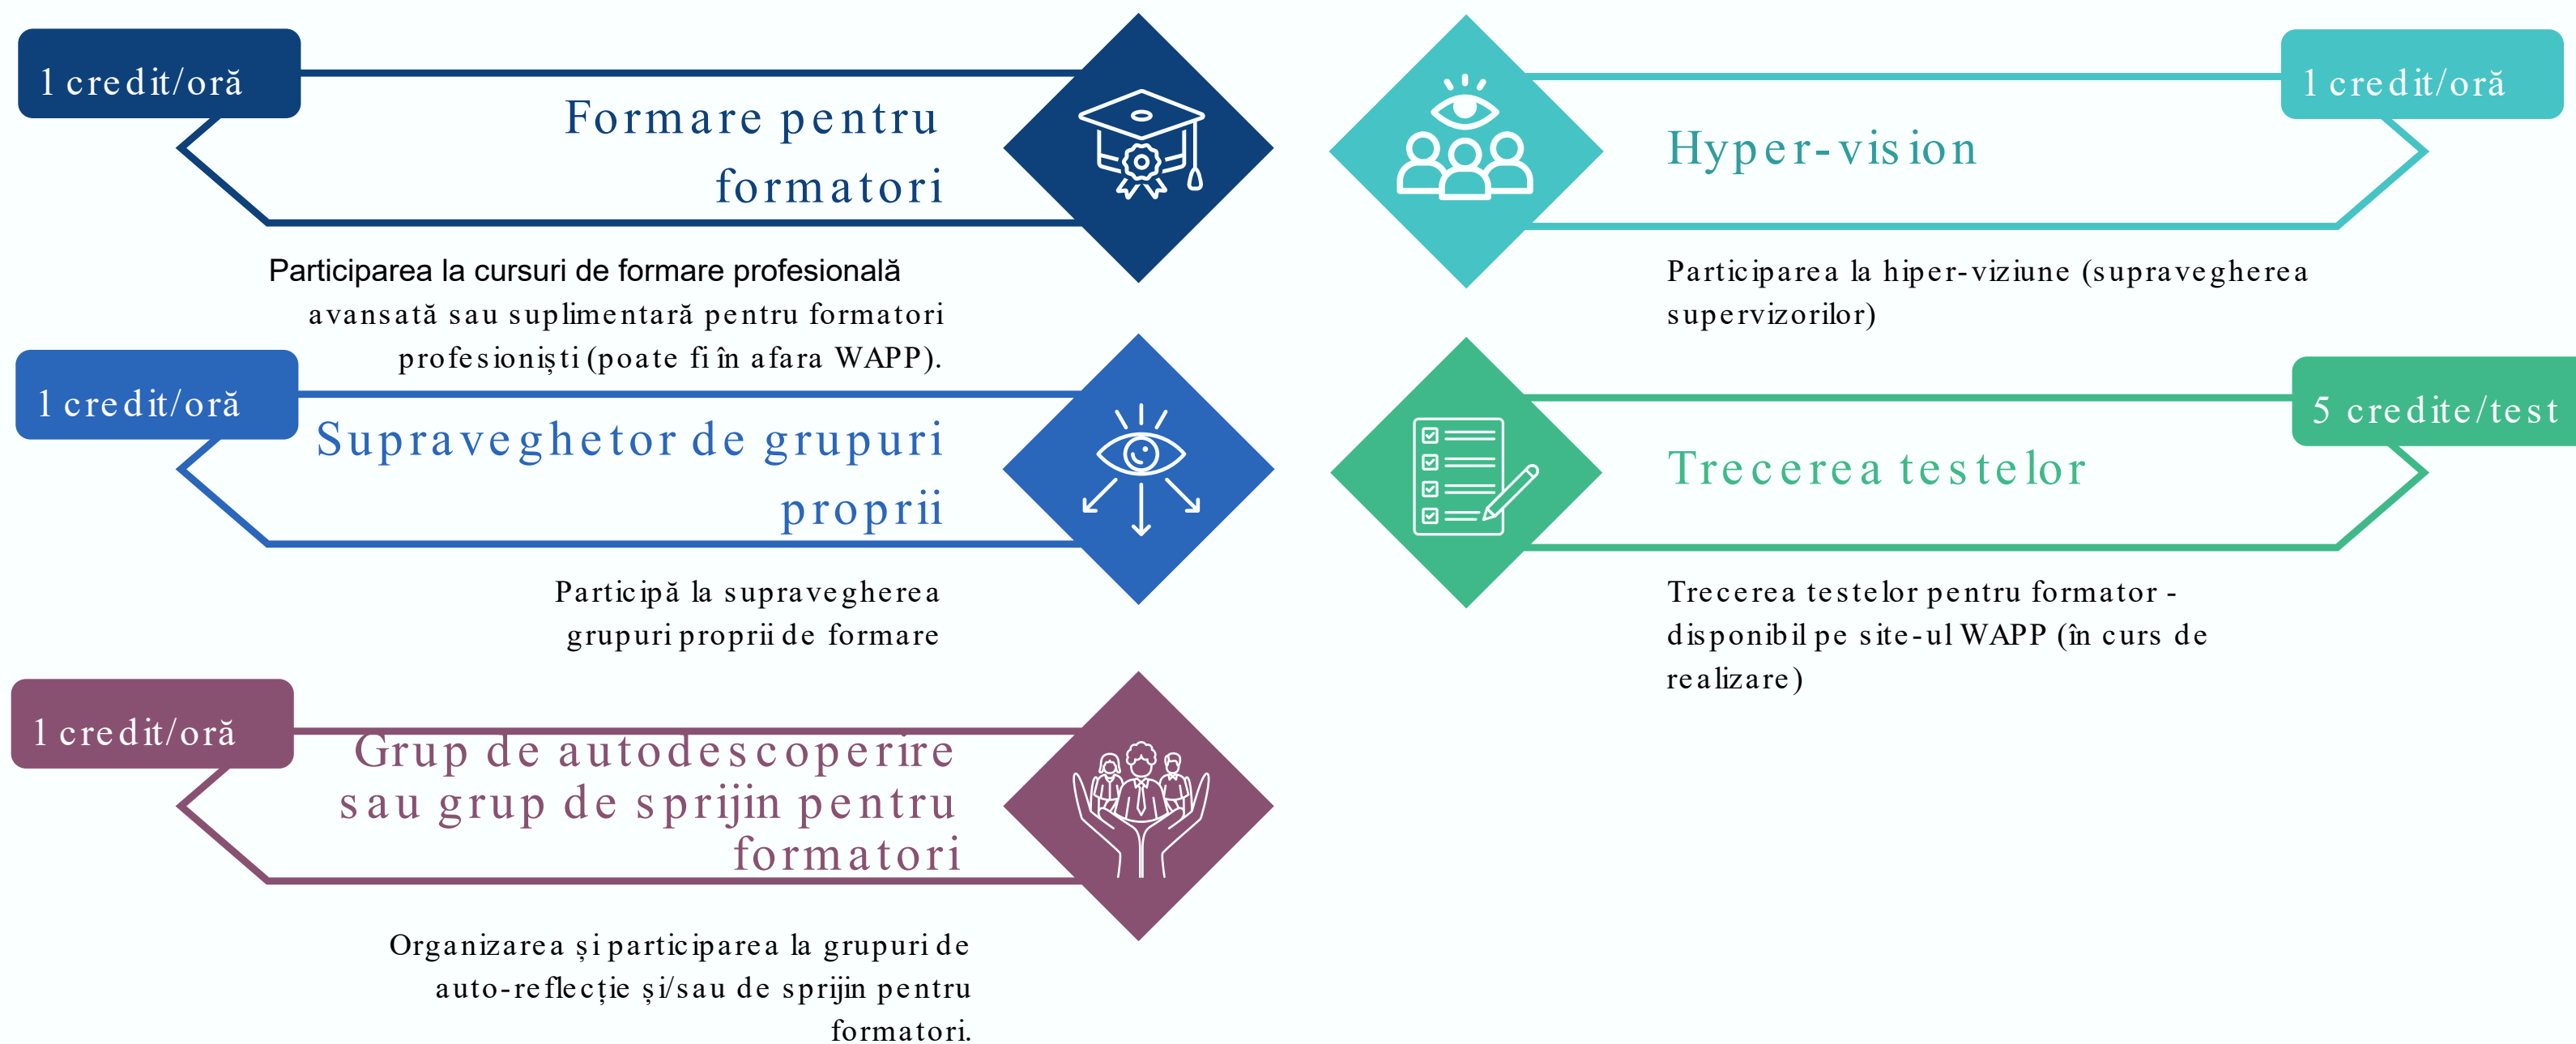 1 credit/oră
Formare pentru
formatori
Participarea la cursuri de formare profesională
avansată sau suplimentară pentru formatori
profesioniști (poate fi în afara WAPP).
1 credit/oră
Supraveghetor de grupuri
proprii
Participă la supravegherea
grupuri proprii de formare
1 credit/oră
Grup de autodescoperire
sau grup de sprijin pentru
formatori
Organizarea și participarea la grupuri de
auto-reflecție și/sau de sprijin pentru
formatori.
1 credit/oră
Hyper-vision
Participarea la hiper-viziune (supravegherea
supervizorilor)
5 credite/test
Trecerea testelor
Trecerea testelor pentru formator -
disponibil pe site-ul WAPP (în curs de
realizare)